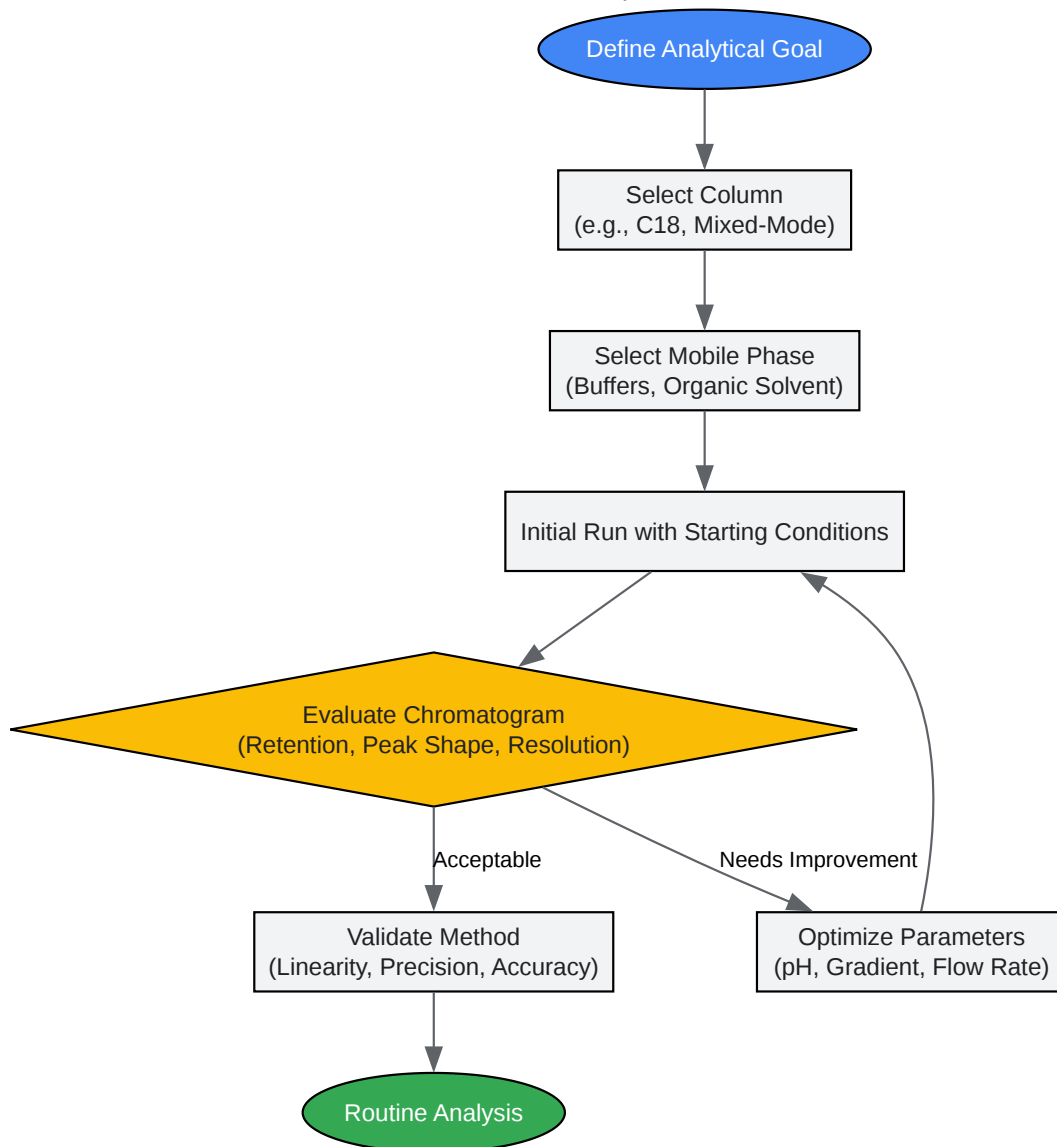 Define Analytical Goal
Select Column
(e.g., C18, Mixed-Mode)
Select Mobile Phase
(Buffers, Organic Solvent)
Initial Run with Starting Conditions
Evaluate Chromatogram
(Retention, Peak Shape, Resolution)
Acceptable
Needs Improvement
Validate Method
(Linearity, Precision, Accuracy)
Optimize Parameters
(pH, Gradient, Flow Rate)
Routine Analysis